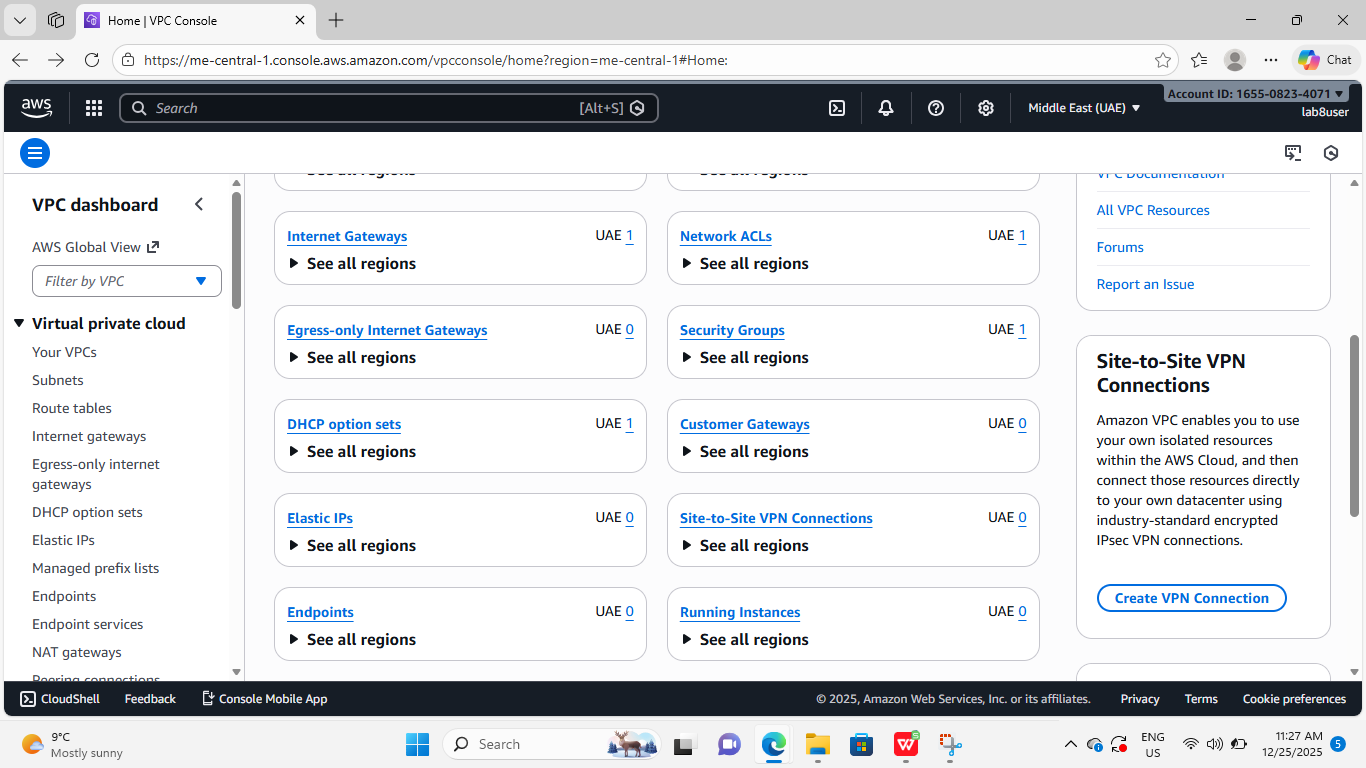 Home | VPC Console
https://me-central-1.console.aws.amazon.com/vpcconsole/home?region=me-central-1#Home:
Chat
aws
Search
[Alt+S]
Middle East (UAE)
Account ID: 1655-0823-4071
lab8user
VPC dashboard
AWS Global View
Filter by VPC
Virtual private cloud
Your VPCs
Subnets
Route tables
Internet gateways
Egress-only internet
gateways
DHCP option sets
Elastic IPs
Managed prefix lists
Endpoints
Endpoint services
NAT gateways
Peering connections
See all regions
See all regions
Internet Gateways UAE 1
See all regions
Network ACLs UAE 1
See all regions
Egress-only Internet Gateways UAE 0
See all regions
Security Groups UAE 1
See all regions
DHCP option sets UAE 1
See all regions
Customer Gateways UAE 0
See all regions
Elastic IPs UAE 0
See all regions
Site-to-Site VPN Connections UAE 0
See all regions
Endpoints UAE 0
See all regions
Running Instances UAE 0
See all regions
VPC Documentation
All VPC Resources
Forums
Report an Issue
Site-to-Site VPN
Connections
Amazon VPC enables you to use
your own isolated resources
within the AWS Cloud, and then
connect those resources directly
to your own datacenter using
industry-standard encrypted
IPsec VPN connections.
Create VPN Connection
CloudShell
Feedback
Console Mobile App
© 2025, Amazon Web Services, Inc. or its affiliates.
Privacy
Terms
Cookie preferences
9°C
Mostly sunny
Search
ENG
US
11:27 AM
12/25/2025
5